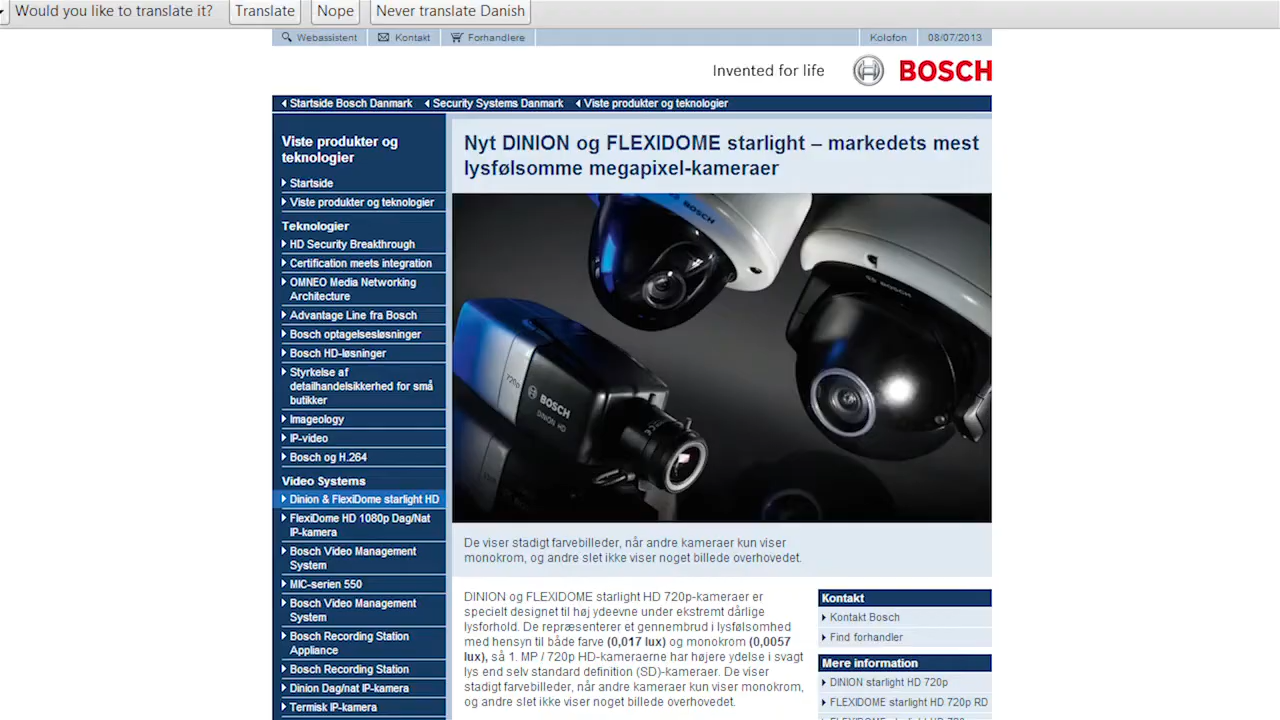 Would you like to translate it? Translate Nope Never translate Danish
Webassistent Kontakt Forhandlere Kolofon 08/07/2013
Invented for life BOSCH
Startside Bosch Danmark Security Systems Danmark Viste produkter og teknologier
Viste produkter og
teknologier
Startside
Viste produkter og teknologier
Teknologier
HD Security Breakthrough
Certification meets integration
OMNEO Media Networking
Architecture
Advantage Line fra Bosch
Bosch optagelsesløsninger
Bosch HD-løsninger
Styrkelse af
detailhandelsikkerhed for små
butikker
Imageology
IP-video
Bosch og H.264
Video Systems
Dinion & FlexiDome starlight HD
FlexiDome HD 1080p Dag/Nat
IP-kamera
Bosch Video Management
System
MIC-serien 550
Bosch Video Management
System
Bosch Recording Station
Appliance
Bosch Recording Station
Dinion Dag/nat IP-kamera
Termisk IP-kamera
Nyt DINION og FLEXIDOME starlight – markedets mest
lysfølsomme megapixel-kameraer
BOSCH
BOSCH
720p
BOSCH
DINION HD
De viser stadigt farvebilleder, når andre kameraer kun viser
monokrom, og andre slet ikke viser noget billede overhovedet.
DINION og FLEXIDOME starlight HD 720p-kameraer er
specielt designet til høj ydeevne under ekstremt dårlige
lysforhold. De repræsenterer et gennembrud i lysfølsomhed
med hensyn til både farve (0,017 lux) og monokrom (0,0057
lux), så 1. MP / 720p HD-kameraerne har højere ydelse i svagt
lys end selv standard definition (SD)-kameraer. De viser
stadigt farvebilleder, når andre kameraer kun viser monokrom,
og andre slet ikke viser noget billede overhovedet.
Kontakt
Kontakt Bosch
Find forhandler
Mere information
DINION starlight HD 720p
FLEXIDOME starlight HD 720p RD